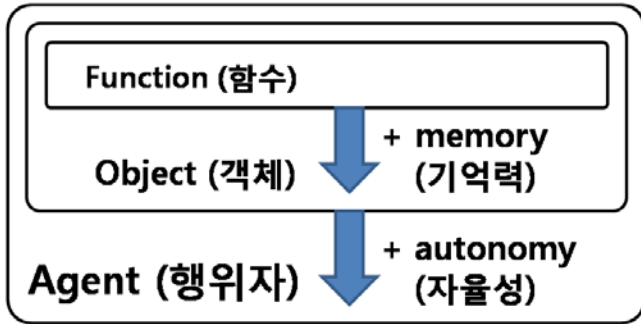 Function (함수)
+ memory
Object (객체)
(기억력)
+ autonomy
Agent (행위자)
(자율성)